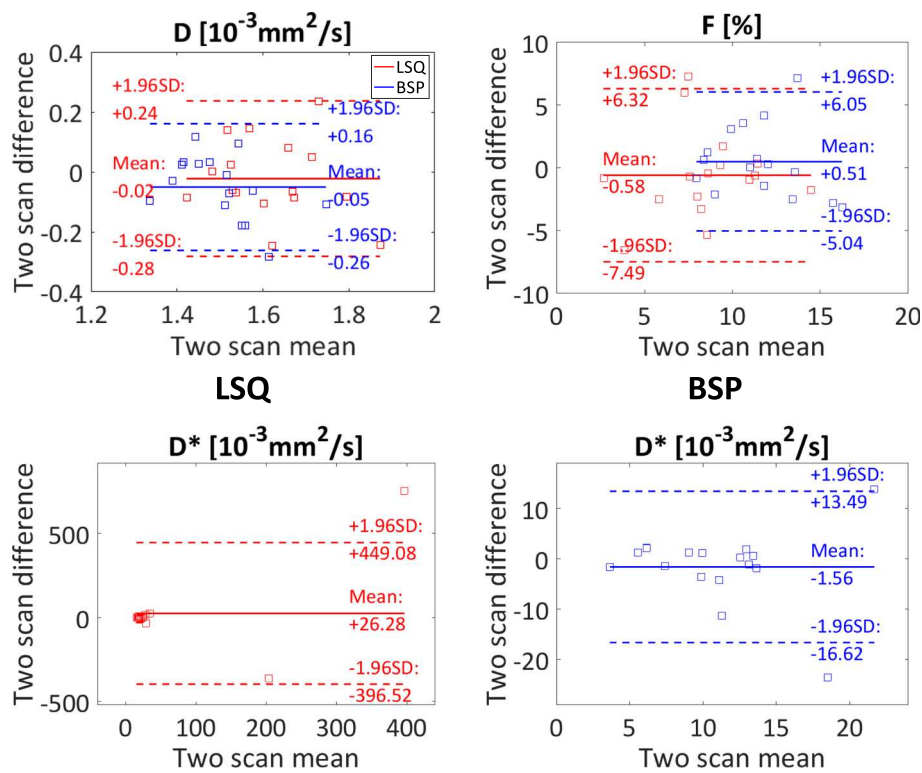 D [10-3mm2/s]
Two scan difference
0.4
0.2
0
-0.2
-0.4
LSQ
BSP
+1.96SD:
+0.24
+1.96SD:
+0.16
Mean:
-0.02
Mean:
-0.05
-1.96SD:
-0.28
-1.96SD:
-0.26
1.2
1.4
1.6
1.8
2
Two scan mean
F [%]
Two scan difference
10
5
0
-5
-10
+1.96SD:
+6.32
+1.96SD:
+6.05
Mean:
-0.58
Mean:
+0.51
-1.96SD:
-7.49
-1.96SD:
-5.04
0
5
10
15
20
Two scan mean
LSQ
D* [10-3mm2/s]
Two scan difference
500
0
-500
+1.96SD:
+449.08
Mean:
+26.28
-1.96SD:
-396.52
0
100
200
300
400
Two scan mean
BSP
D* [10-3mm2/s]
Two scan difference
10
0
-10
-20
+1.96SD:
+13.49
Mean:
-1.56
-1.96SD:
-16.62
0
5
10
15
20
Two scan mean